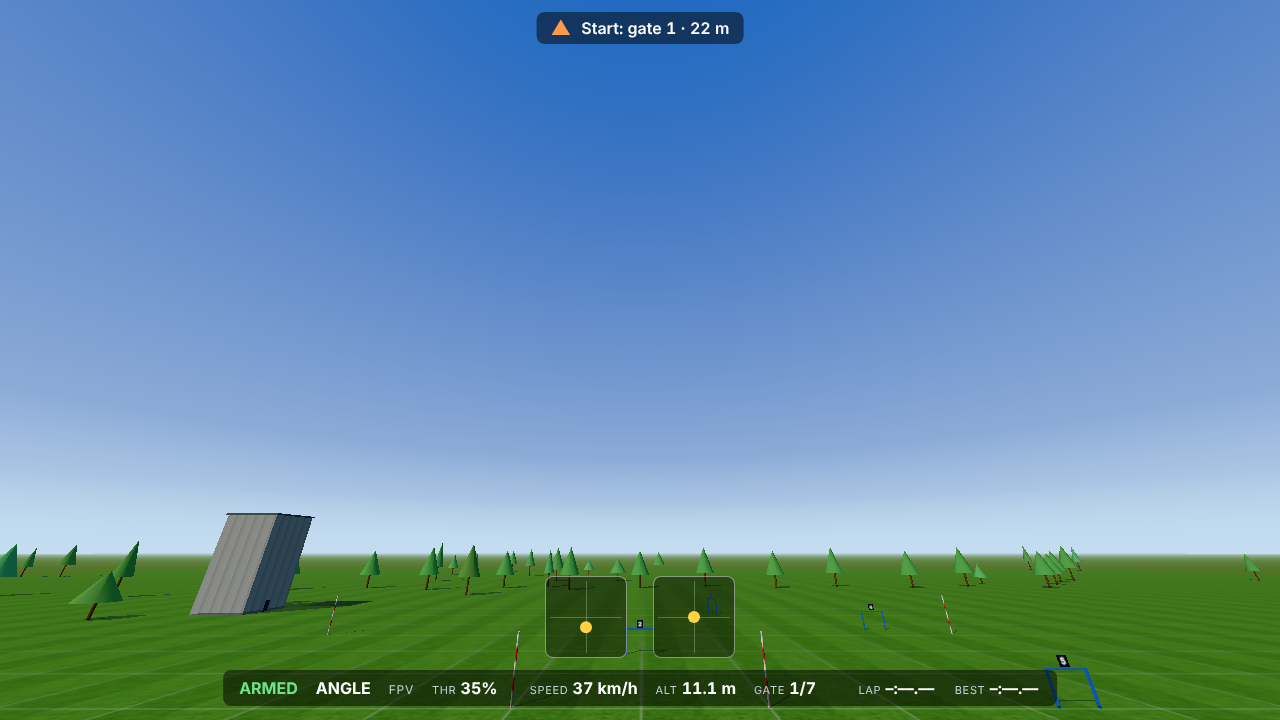 Start: gate 1 · 22 m
ARMED ANGLE FPV THR 35% SPEED 37 km/h ALT 11.1 m GATE 1/7 LAP –:––.–– BEST –:––.––